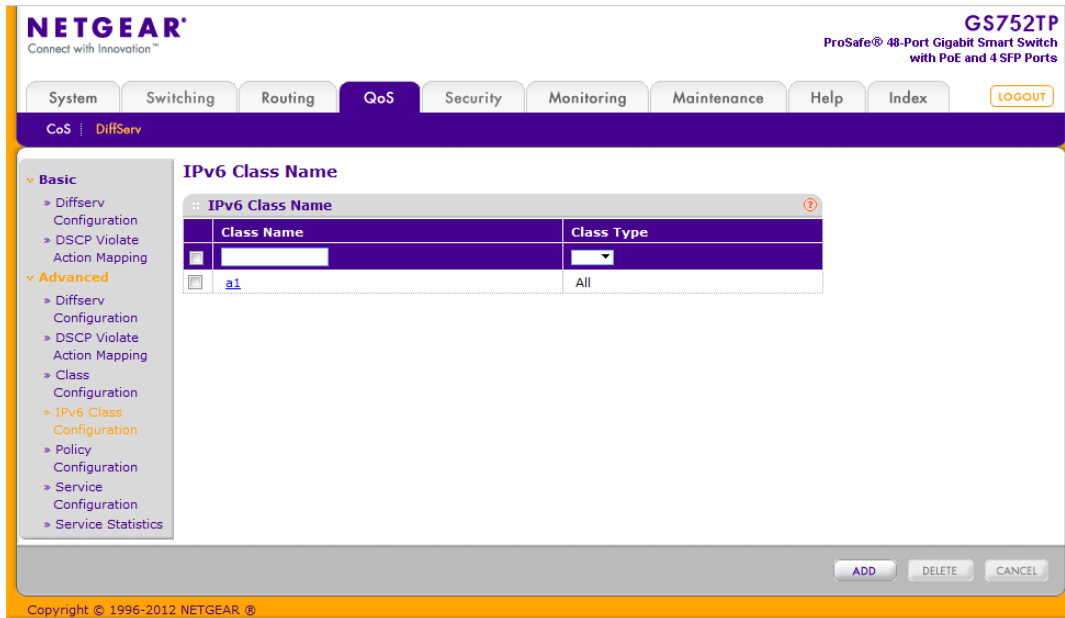 NETGEAR®
Connect with Innovation™
GS752TP
ProSafe® 48-Port Gigabit Smart Switch
with PoE and 4 SFP Ports
System Switching Routing QoS Security Monitoring Maintenance Help Index LOGOUT
CoS | DiffServ
Basic
» Diffserv
Configuration
» DSCP Violate
Action Mapping
Advanced
» Diffserv
Configuration
» DSCP Violate
Action Mapping
» Class
Configuration
» IPv6 Class
Configuration
» Policy
Configuration
» Service
Configuration
» Service Statistics
IPv6 Class Name
IPv6 Class Name ?
Class Name Class Type
a1 All
ADD DELETE CANCEL
Copyright © 1996-2012 NETGEAR ®